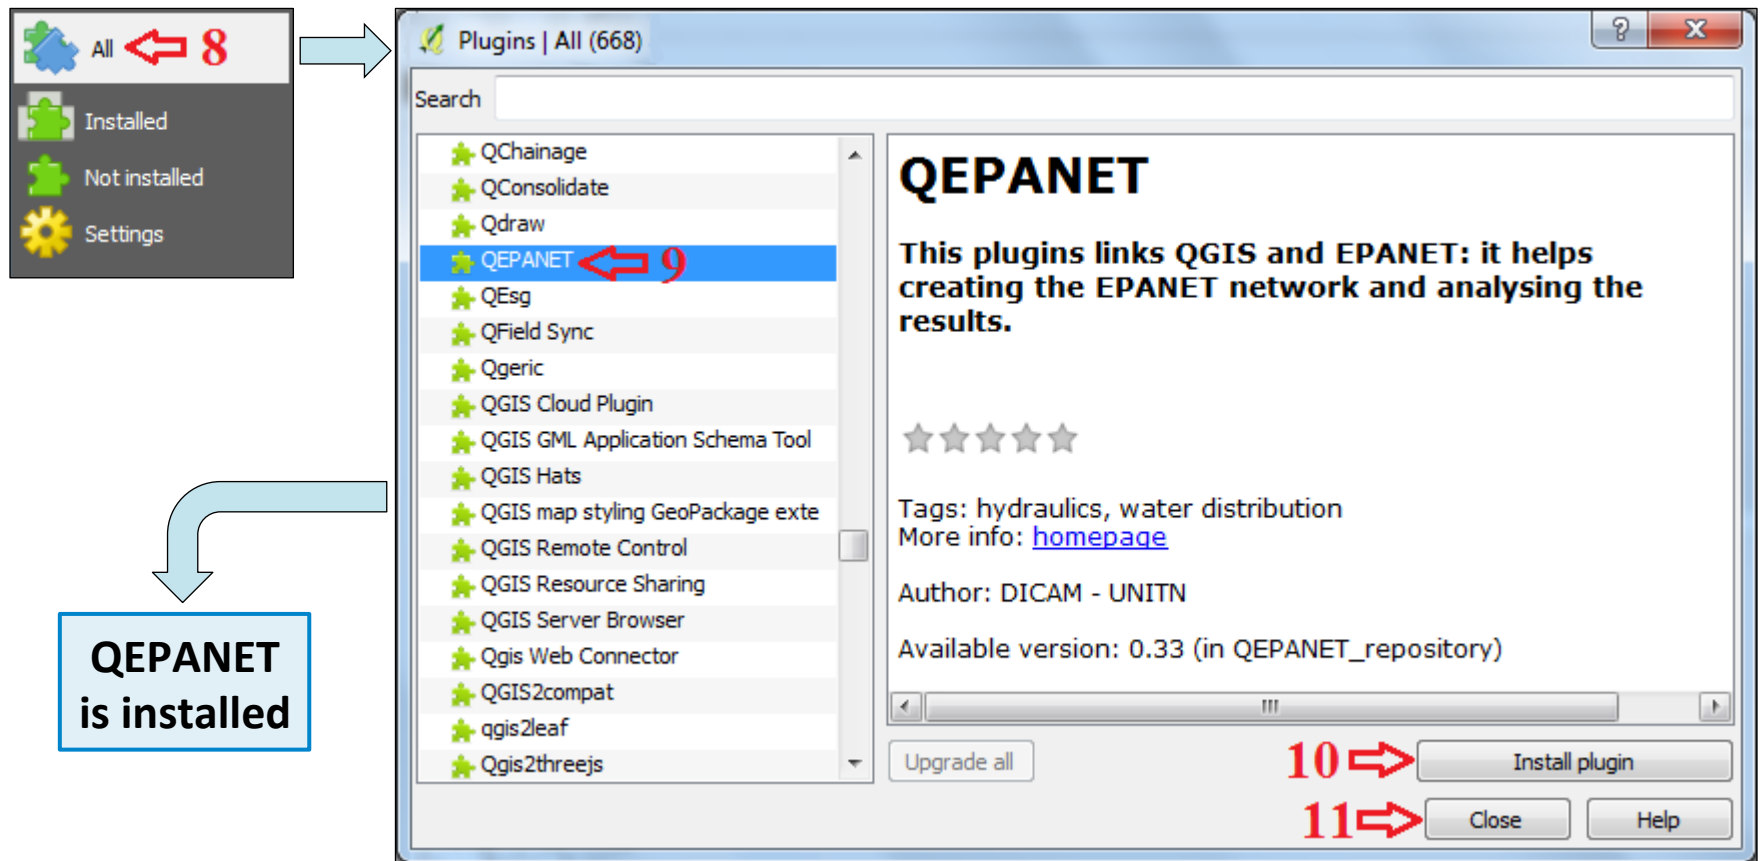 All 8
Installed
Not installed
Settings
Plugins | All (668)
Search
QChainage
QConsolidate
Qdraw
QEPANET 9
QEsg
QField Sync
Qgeric
QGIS Cloud Plugin
QGIS GML Application Schema Tool
QGIS Hats
QGIS map styling GeoPackage exte
QGIS Remote Control
QGIS Resource Sharing
QGIS Server Browser
Qgis Web Connector
QGIS2compat
qgis2leaf
Qgis2threejs
QEPANET
This plugins links QGIS and EPANET: it helps
creating the EPANET network and analysing the
results.
Tags: hydraulics, water distribution
More info: homepage
Author: DICAM - UNITN
Available version: 0.33 (in QEPANET_repository)
Upgrade all
10 Install plugin
11 Close
Help
QEPANET
is installed